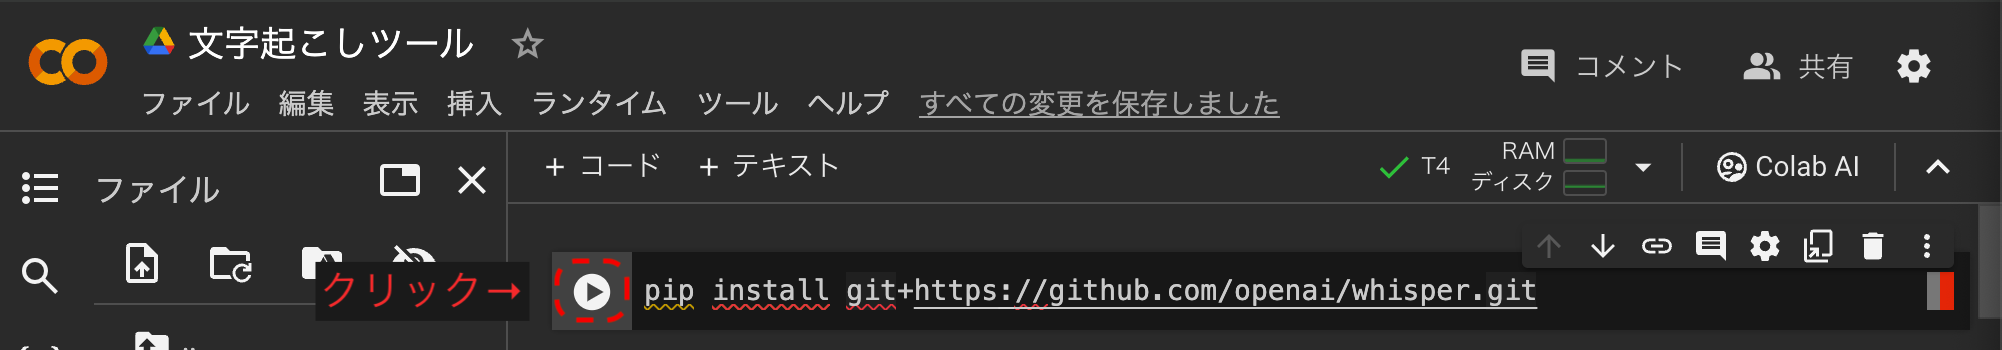 文字起こしツール
コメント 共有
ファイル 編集 表示 挿入 ランタイム ツール ヘルプ すべての変更を保存しました
ファイル
+ コード + テキスト
T4
RAM
ディスク
Colab AI
クリック→
pip install git+https://github.com/openai/whisper.git